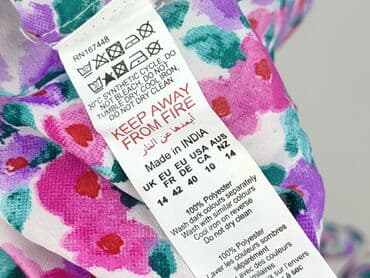 RN167448
30°C SYNTHETIC CYCLE. DO
NOT BLEACH. DO NOT
TUMBLE DRY. COOL IRON.
DO NOT DRY CLEAN
KEEP AWAY
FROM FIRE
أبعدها عن النار
Made in INDIA
UK EU EU USA AUS
FR DE CA NZ
14 42 40 10 14
100% Polyester
Wash dark colours separately
Wash with similar colours
Cool iron on reverse
Do not dry clean
100% Polyester
Laver les couleurs sombres
séparément